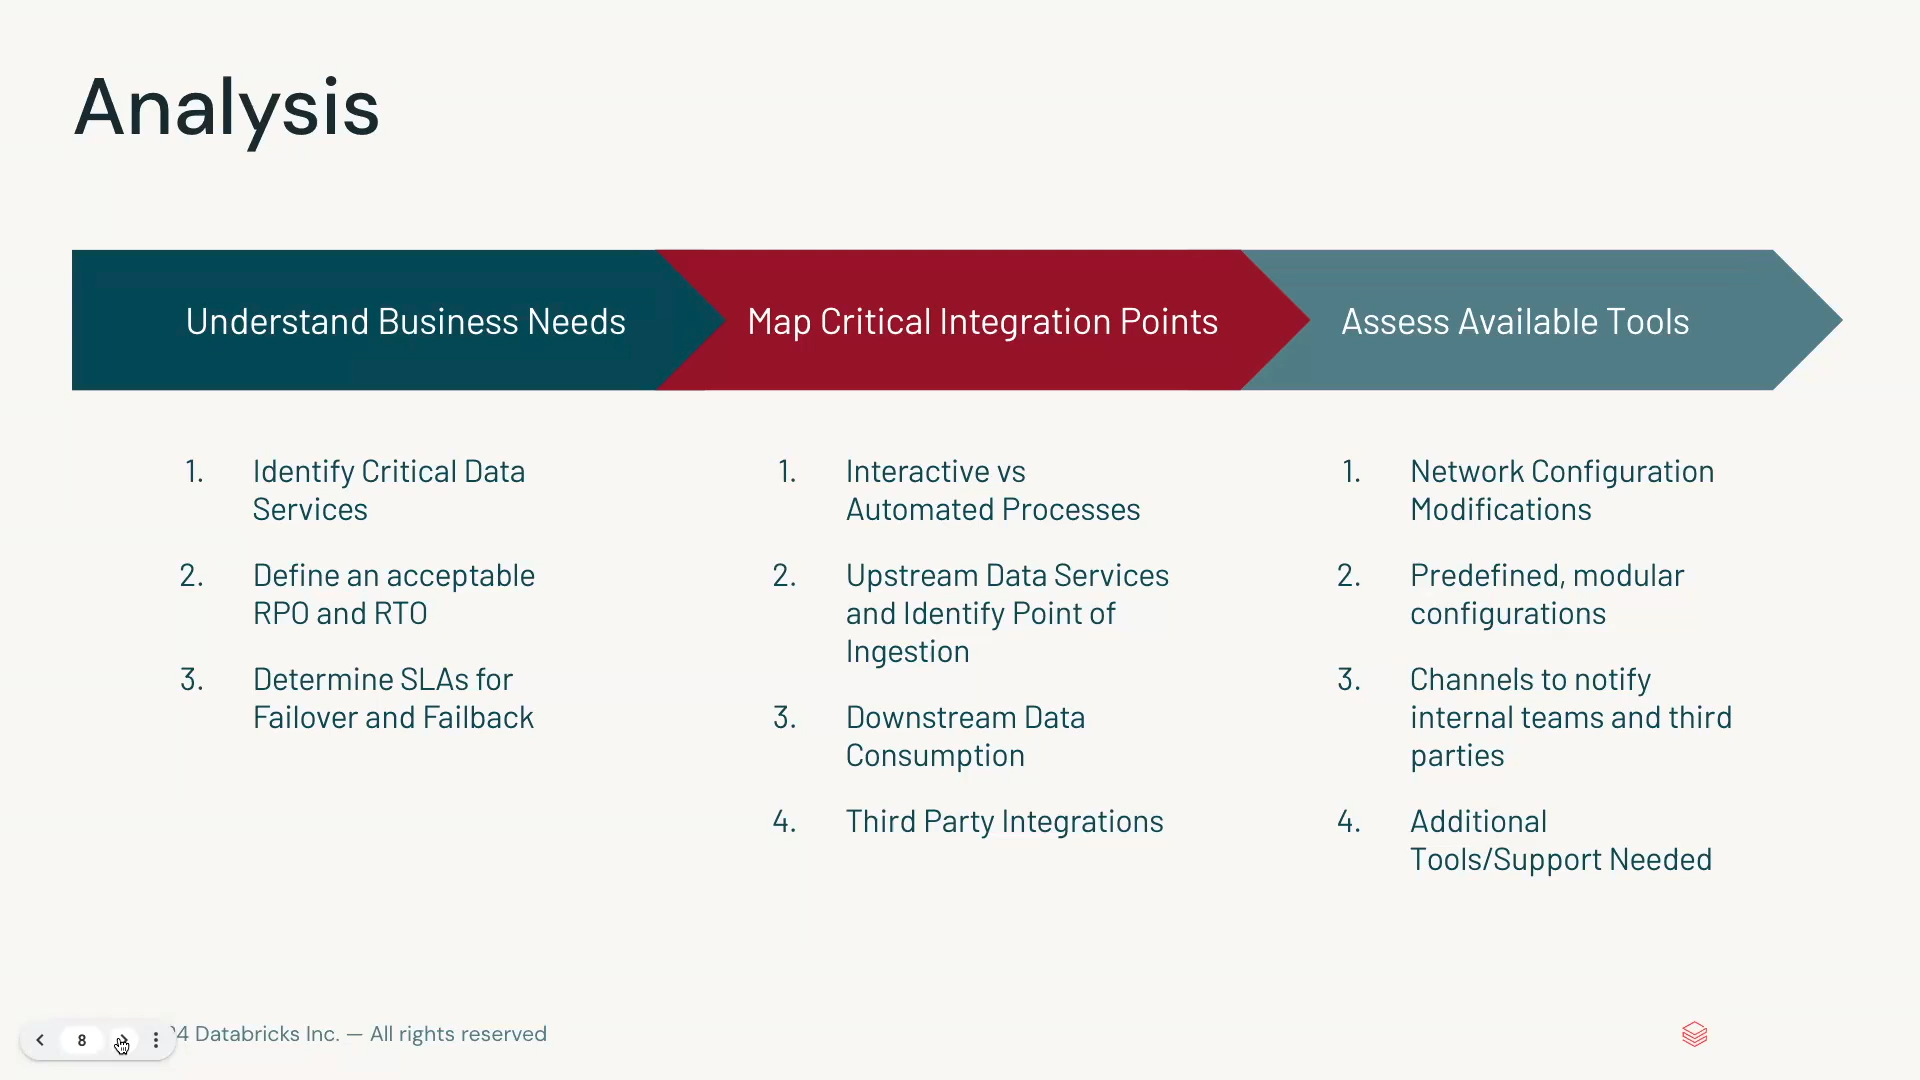 Analysis
Understand Business Needs
Map Critical Integration Points
Assess Available Tools
1. Identify Critical Data
Services
2. Define an acceptable
RPO and RTO
3. Determine SLAs for
Failover and Failback
1. Interactive vs
Automated Processes
2. Upstream Data Services
and Identify Point of
Ingestion
3. Downstream Data
Consumption
4. Third Party Integrations
1. Network Configuration
Modifications
2. Predefined, modular
configurations
3. Channels to notify
internal teams and third
parties
4. Additional
Tools/Support Needed
8
Databricks Inc. — All rights reserved